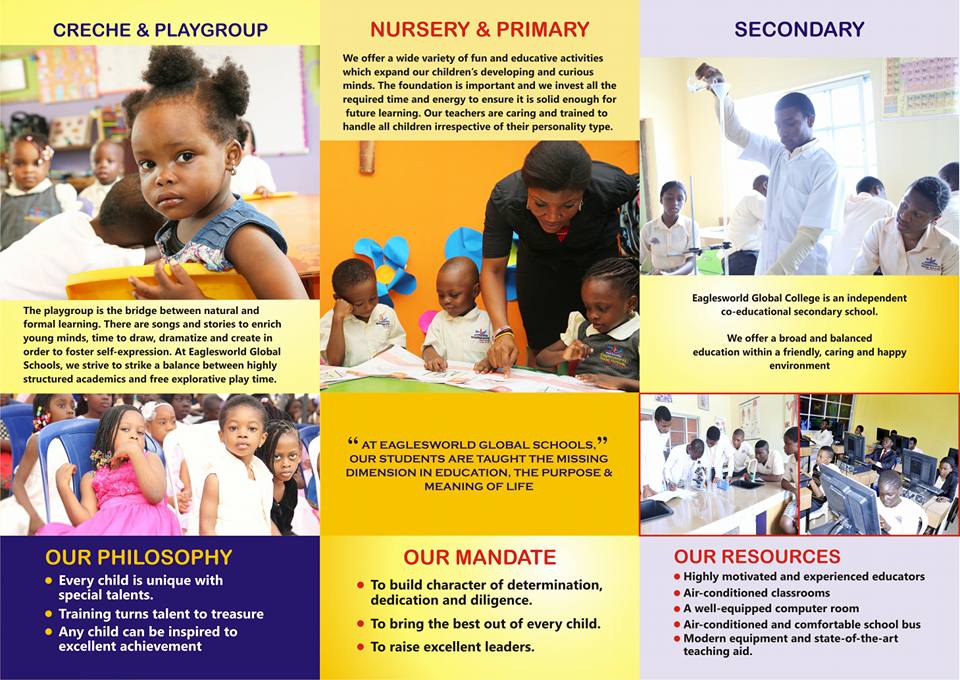 CRECHE & PLAYGROUP
The playgroup is the bridge between natural and
formal learning. There are songs and stories to enrich
young minds, time to draw, dramatize and create in
order to foster self-expression. At Eaglesworld Global
Schools, we strive to strike a balance between highly
structured academics and free explorative play time.
OUR PHILOSOPHY
• Every child is unique with
special talents.
• Training turns talent to treasure
• Any child can be inspired to
excellent achievement
NURSERY & PRIMARY
We offer a wide variety of fun and educative activities
which expand our children's developing and curious
minds. The foundation is important and we invest all the
required time and energy to ensure it is solid enough for
future learning. Our teachers are caring and trained to
handle all children irrespective of their personality type.
“ AT EAGLESWORLD GLOBAL SCHOOLS,”
OUR STUDENTS ARE TAUGHT THE MISSING
DIMENSION IN EDUCATION, THE PURPOSE &
MEANING OF LIFE
OUR MANDATE
• To build character of determination,
dedication and diligence.
• To bring the best out of every child.
• To raise excellent leaders.
SECONDARY
Eaglesworld Global College is an independent
co-educational secondary school.
We offer a broad and balanced
education within a friendly, caring and happy
environment
OUR RESOURCES
• Highly motivated and experienced educators
• Air-conditioned classrooms
• A well-equipped computer room
• Air-conditioned and comfortable school bus
• Modern equipment and state-of-the-art
teaching aid.